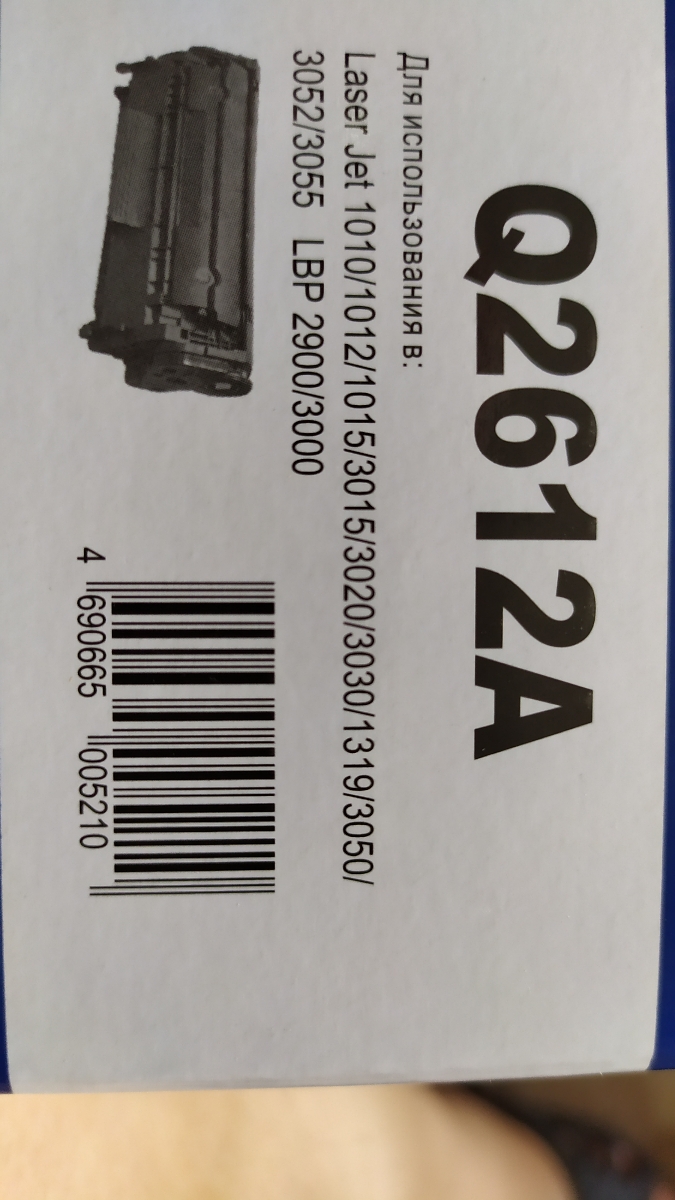 Q2612A
Для использования в:
Laser Jet 1010/1012/1015/3015/3020/3030/1319/3050/
3052/3055 LBP 2900/3000
4 690665 005210